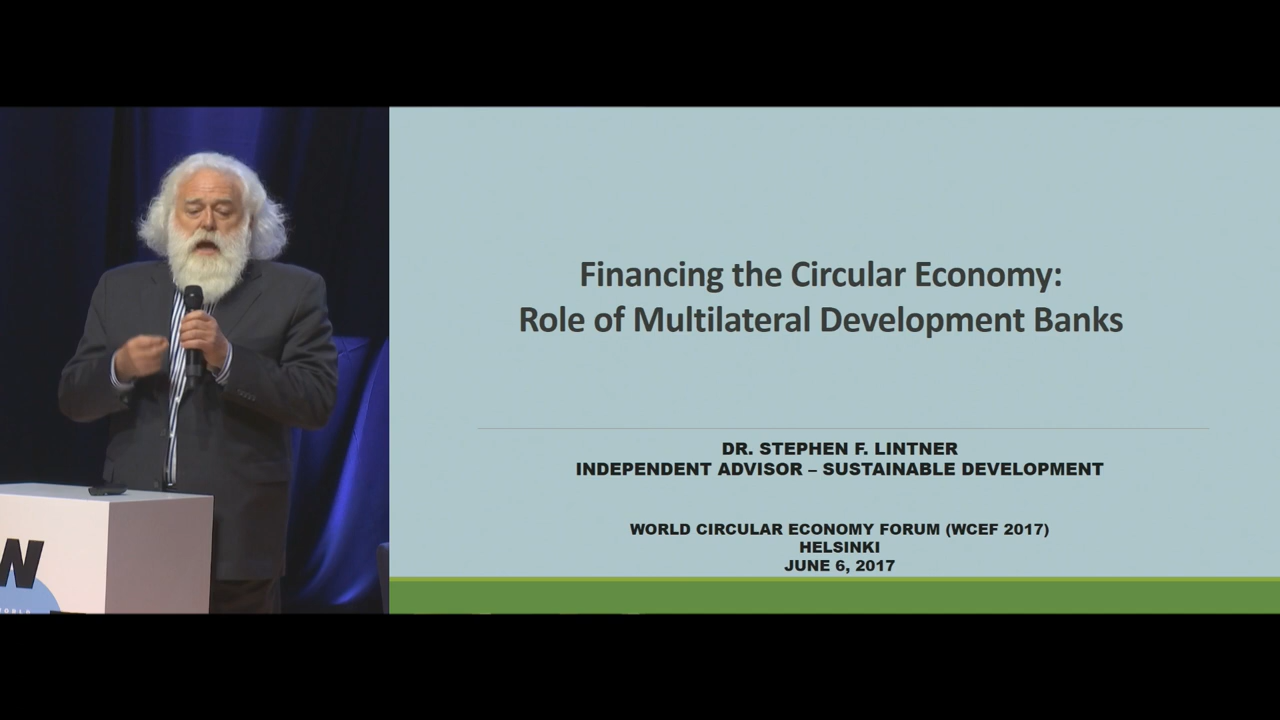 Financing the Circular Economy:
Role of Multilateral Development Banks
DR. STEPHEN F. LINTNER
INDEPENDENT ADVISOR – SUSTAINABLE DEVELOPMENT
WORLD CIRCULAR ECONOMY FORUM (WCEF 2017)
HELSINKI
JUNE 6, 2017
W